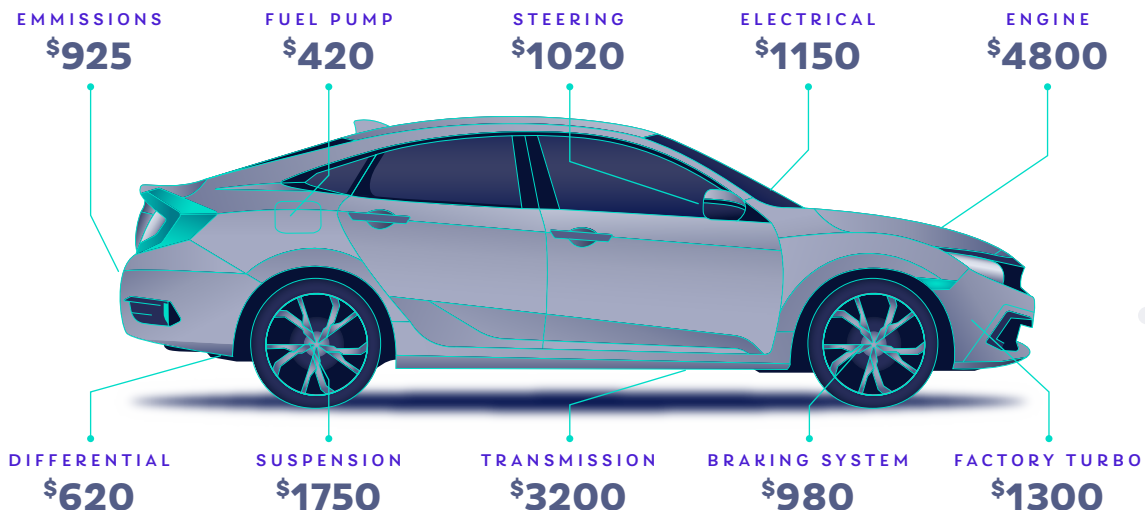 EMMISSIONS
$925
FUEL PUMP
$420
STEERING
$1020
ELECTRICAL
$1150
ENGINE
$4800
DIFFERENTIAL
$620
SUSPENSION
$1750
TRANSMISSION
$3200
BRAKING SYSTEM
$980
FACTORY TURBO
$1300